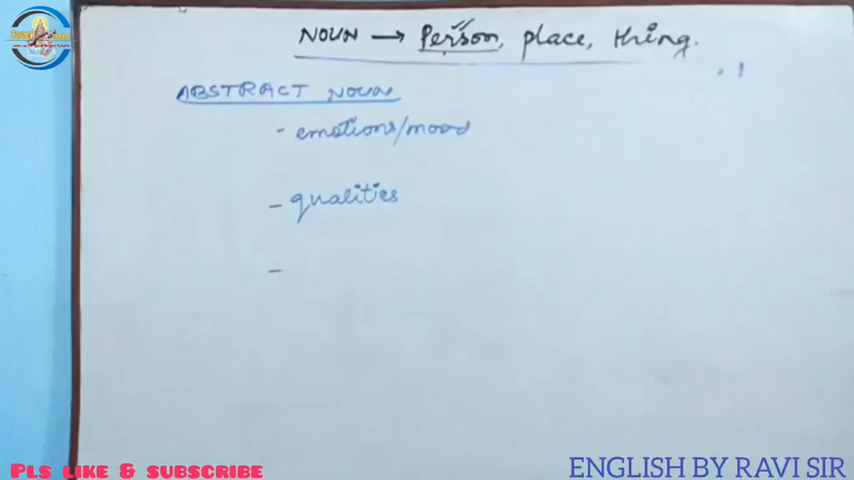 NOUN → Person, place, thing.
ABSTRACT NOUN
- emotions/mood
- qualities
-
Pls like & subscribe
ENGLISH BY RAVI SIR